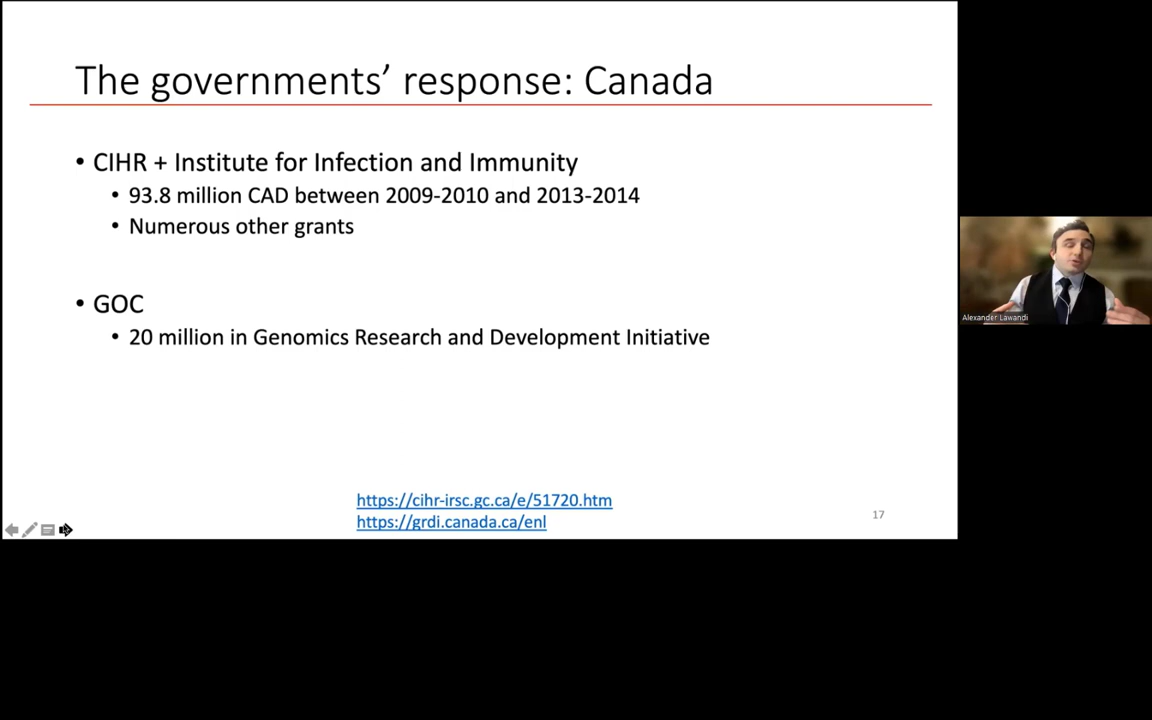 The governments’ response: Canada
• CIHR + Institute for Infection and Immunity
• 93.8 million CAD between 2009-2010 and 2013-2014
• Numerous other grants
• GOC
• 20 million in Genomics Research and Development Initiative
https://cihr-irsc.gc.ca/e/51720.htm
https://grdi.canada.ca/enl
17
Alexander Lawandi